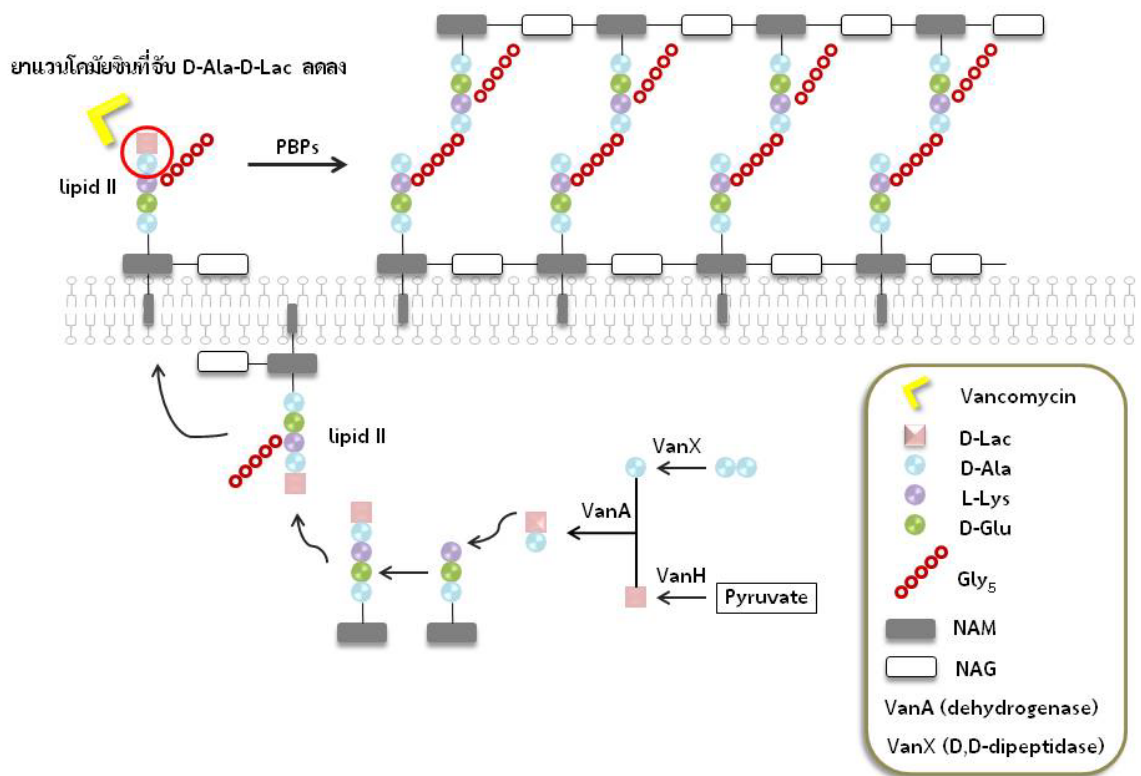 ยาแวนโคมัยซินที่จับ D-Ala-D-Lac ลดลง
PBPs
lipid II
lipid II
VanX
VanA
VanH
Pyruvate
Vancomycin
D-Lac
D-Ala
L-Lys
D-Glu
Gly5
NAM
NAG
VanA (dehydrogenase)
VanX (D,D-dipeptidase)